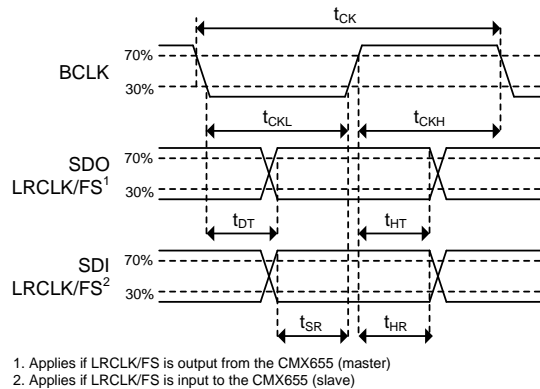 tCK
70%
BCLK
30%
tCKL
tCKH
SDO
70%
LRCLK/FS1
30%
tDT
tHT
SDI
70%
LRCLK/FS2
30%
tSR
tHR
1. Applies if LRCLK/FS is output from the CMX655 (master)
2. Applies if LRCLK/FS is input to the CMX655 (slave)